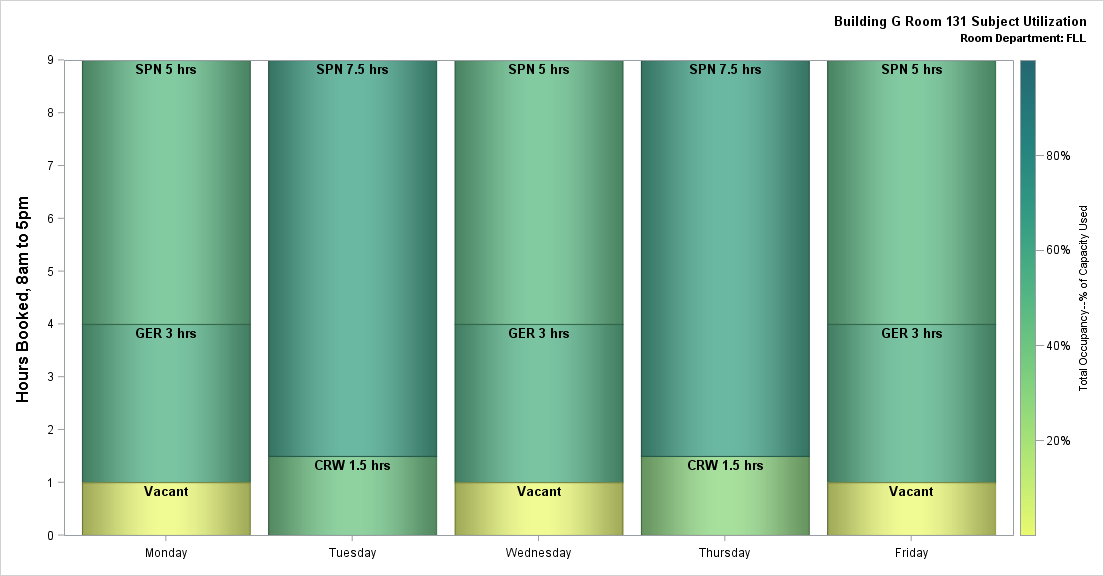 Building G Room 131 Subject Utilization
Room Department: FLL
Hours Booked, 8am to 5pm
9
8
7
6
5
4
3
2
1
0
SPN 5 hrs
GER 3 hrs
Vacant
SPN 7.5 hrs
CRW 1.5 hrs
SPN 5 hrs
GER 3 hrs
Vacant
SPN 7.5 hrs
CRW 1.5 hrs
SPN 5 hrs
GER 3 hrs
Vacant
Monday
Tuesday
Wednesday
Thursday
Friday
80%
60%
40%
20%
Total Occupancy--% of Capacity Used